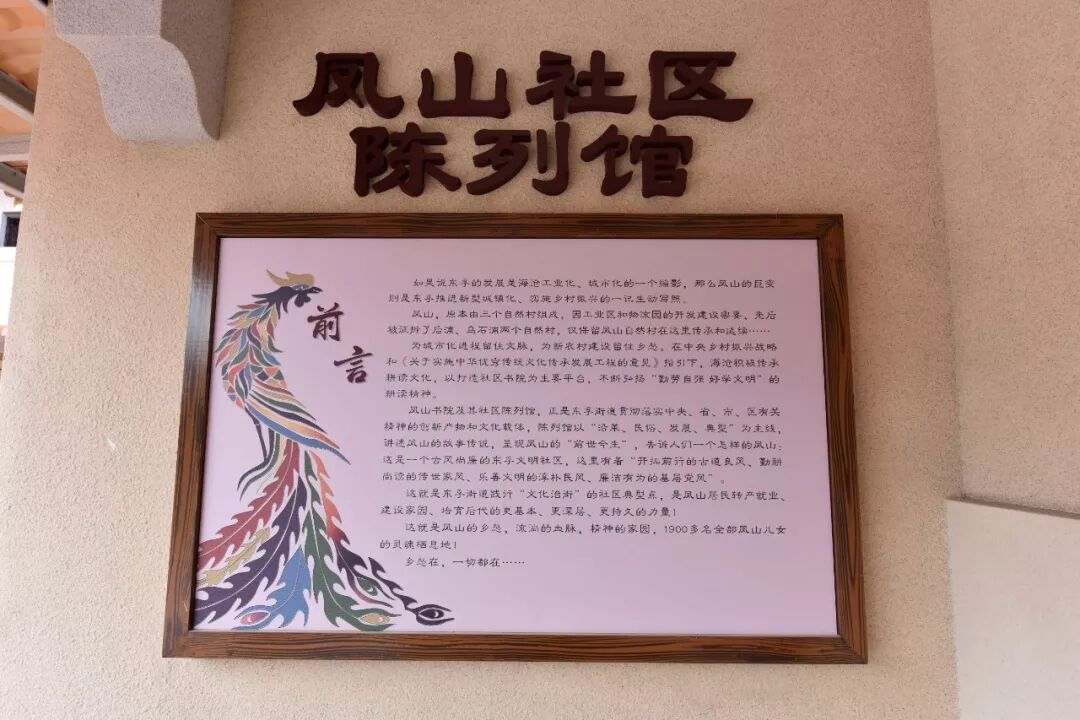 凤山社区
陈列馆
前言
如果说东孚的发展是海沧工业化、城市化的一个缩影，那么凤山的巨变
则是东孚推进新型城镇化、实施乡村振兴的一记生动写照。
凤山，原本由三个自然村组成，因工业区和物流园的开发建设需要，先后
被征拆了后溧、乌石浦两个自然村，仅保留凤山自然村在这里传承和延续……
为城市化进程留住文脉，为新农村建设留住乡愁。在中央乡村振兴战略
和《关于实施中华优秀传统文化传承发展工程的意见》指引下，海沧积极传承
耕读文化，以打造社区书院为主要平台，不断弘扬“勤劳自强 好学文明”的
耕读精神。
凤山书院及其社区陈列馆，正是东孚街道贯彻落实中央、省、市、区有关
精神的创新产物和文化载体，陈列馆以“沿革、民俗、发展、典型”为主线，
讲述凤山的故事传说，呈现凤山的“前世今生”，告诉人们一个怎样的凤山：
这是一个古风尚廉的东孚文明社区，这里有着“开拓前行的古道良风、勤耕
尚读的传世家风、乐善文明的淳朴民风、廉洁有为的基层党风”。
这就是东孚街道践行“文化治街”的社区典型点，是凤山居民转产就业、
建设家园、培育后代的更基本、更深层、更持久的力量！
这就是凤山的乡愁，流淌的血脉，精神的家园，1900多名全部凤山儿女
的灵魂栖息地！
乡愁在，一切都在……